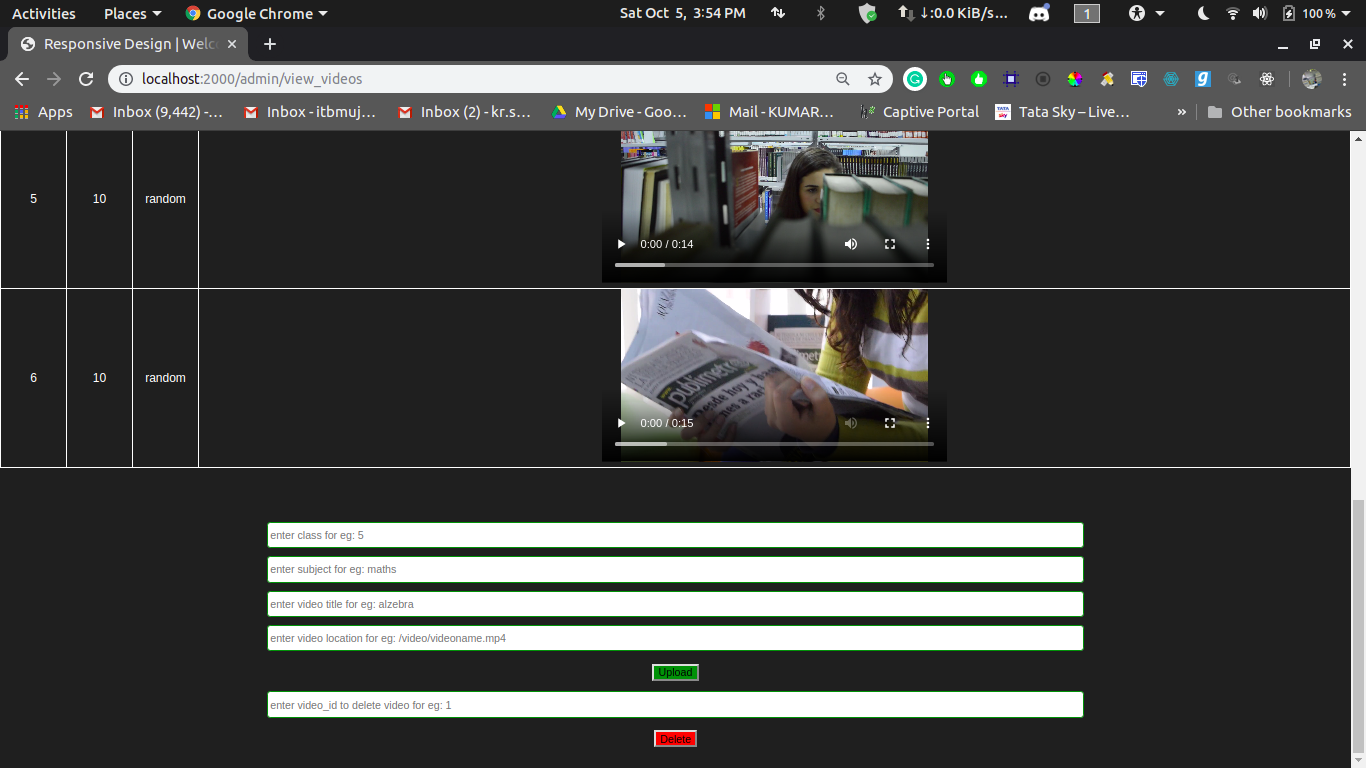 Activities Places Google Chrome Sat Oct 5, 3:54 PM ↓:0.0 KiB/s... 1 100 %
Responsive Design | Welc
localhost:2000/admin/view_videos
Apps Inbox (9,442) -... Inbox - itbmuj... Inbox (2) - kr.s... My Drive - Goo... Mail - KUMAR... Captive Portal TATA sky Tata Sky – Live... » Other bookmarks
5 10 random
0:00 / 0:14
6 10 random
publimetro
0:00 / 0:15
enter class for eg: 5
enter subject for eg: maths
enter video title for eg: alzebra
enter video location for eg: /video/videoname.mp4
Upload
enter video_id to delete video for eg: 1
Delete